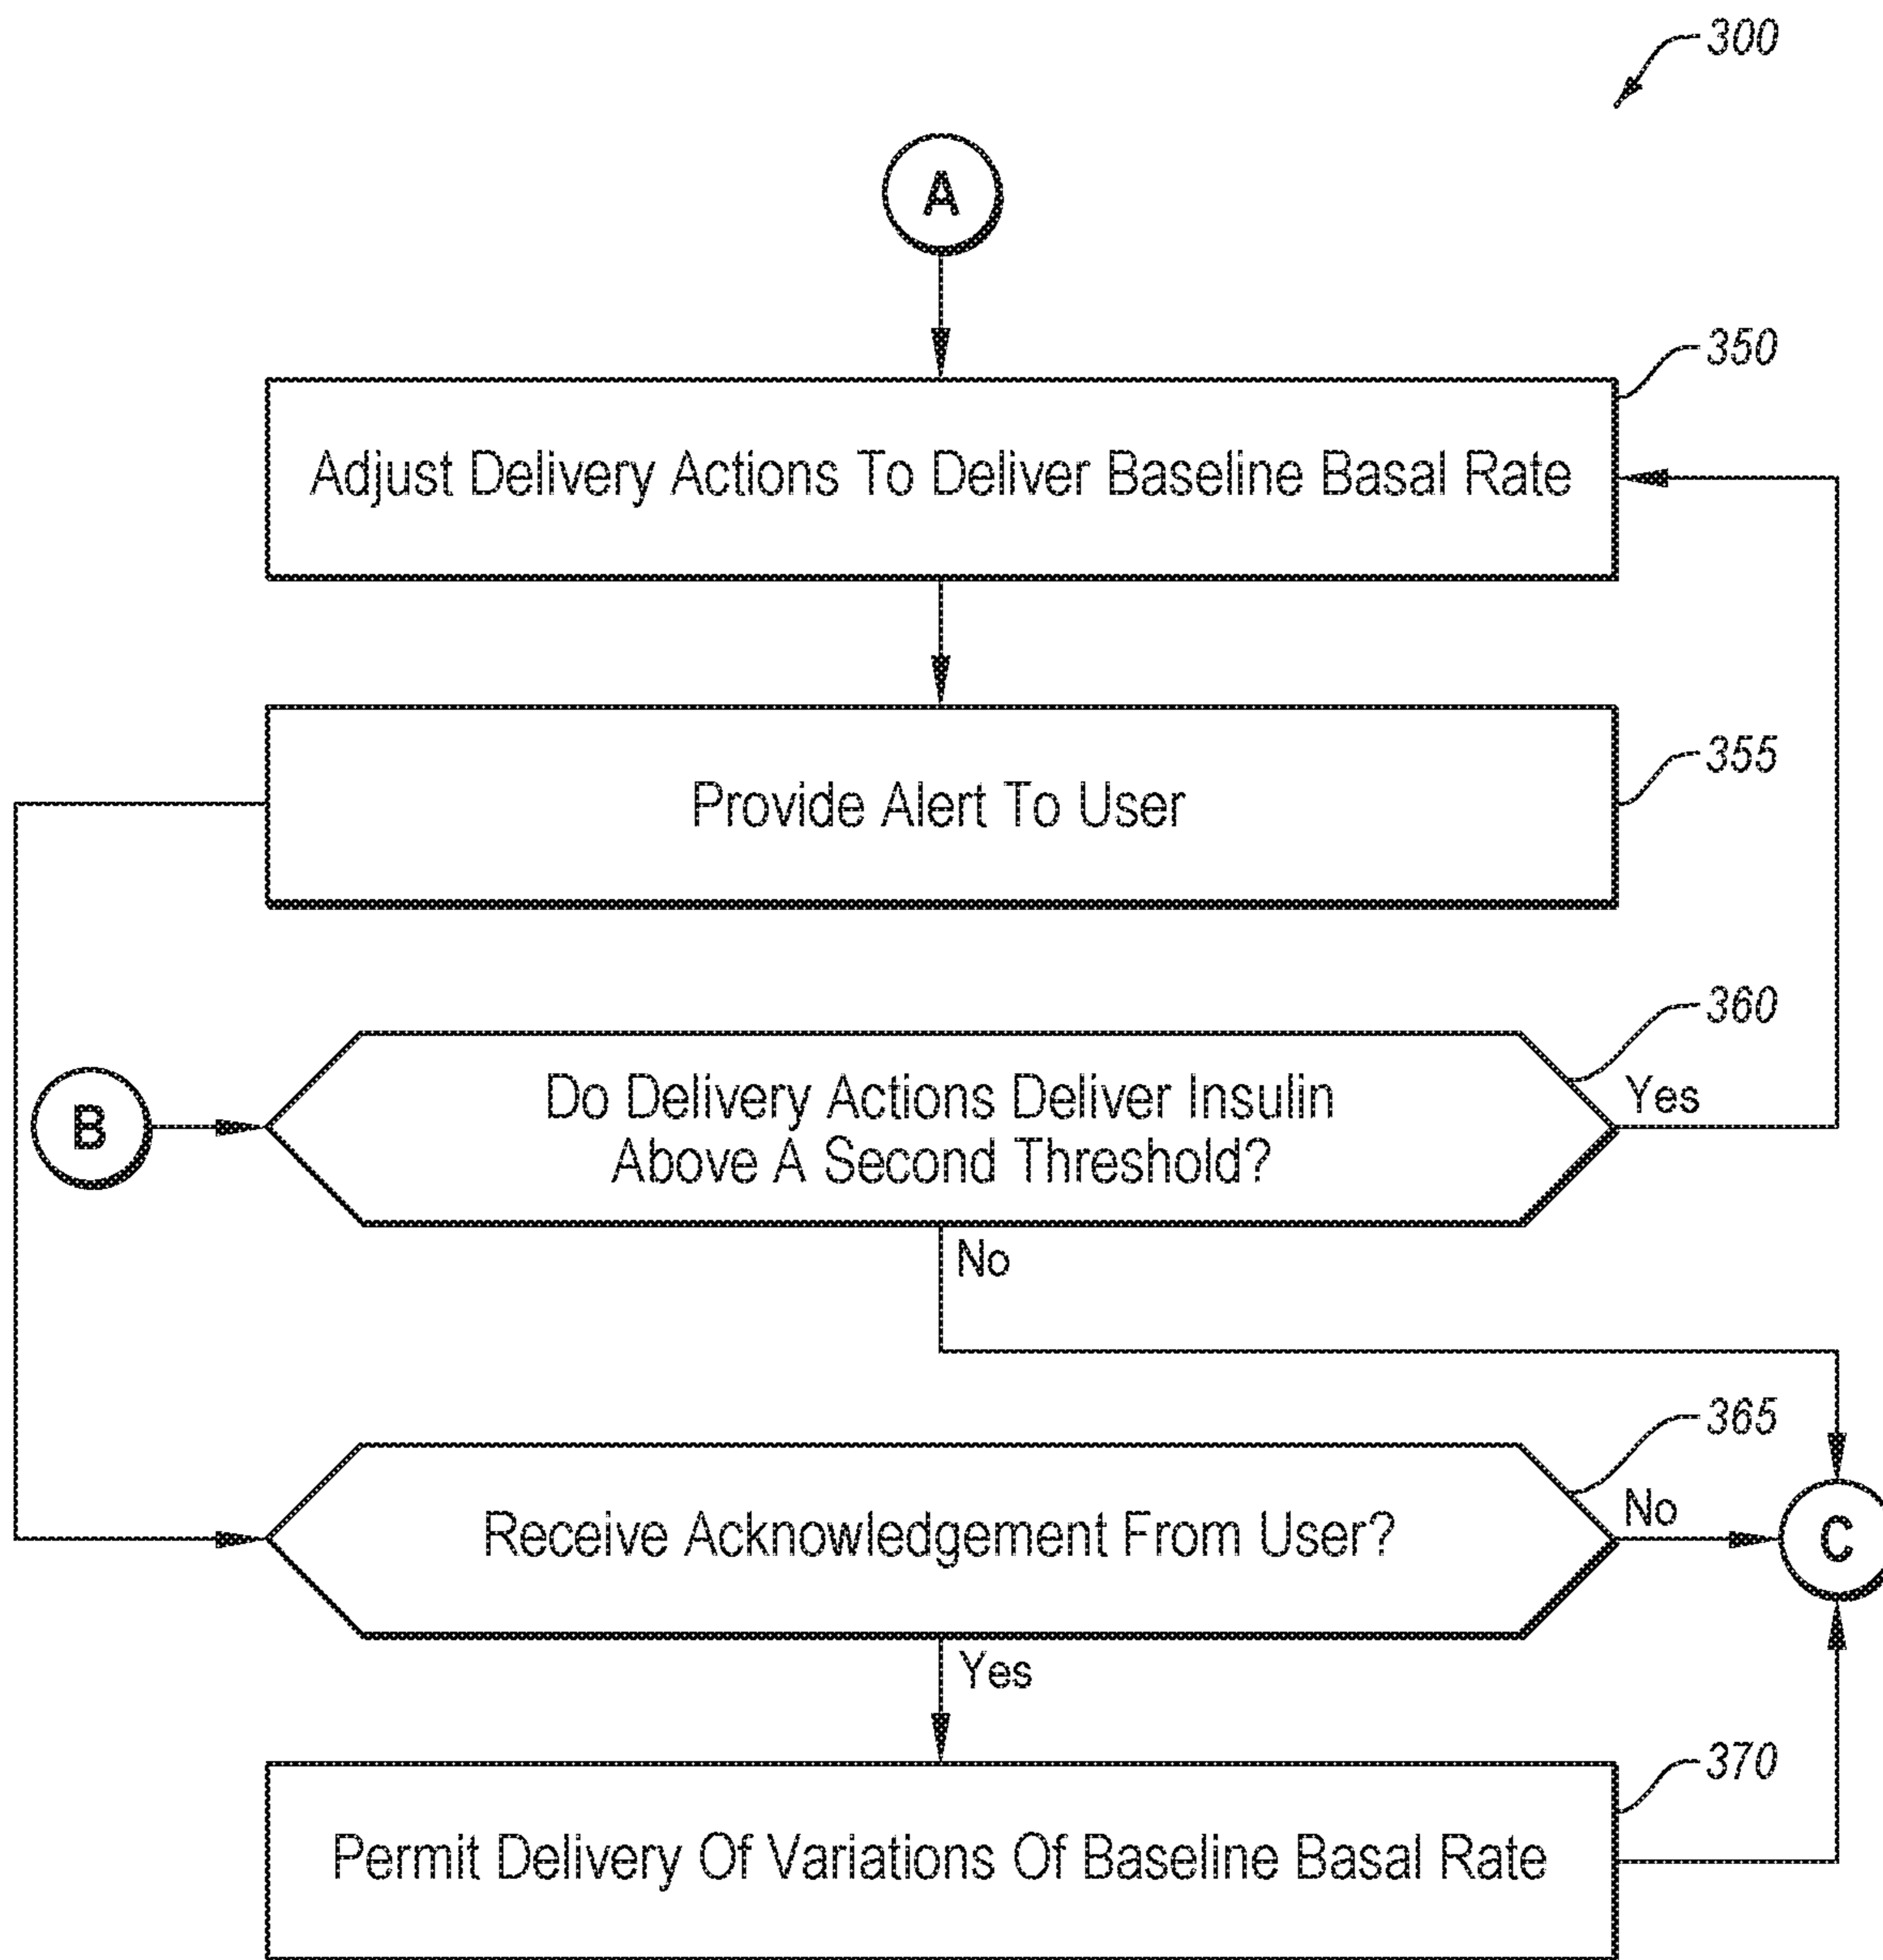 300
A
350
Adjust Delivery Actions To Deliver Baseline Basal Rate
355
Provide Alert To User
360
B
Do Delivery Actions Deliver Insulin
Above A Second Threshold?
Yes
No
365
Receive Acknowledgement From User?
No
C
Yes
370
Permit Delivery Of Variations Of Baseline Basal Rate